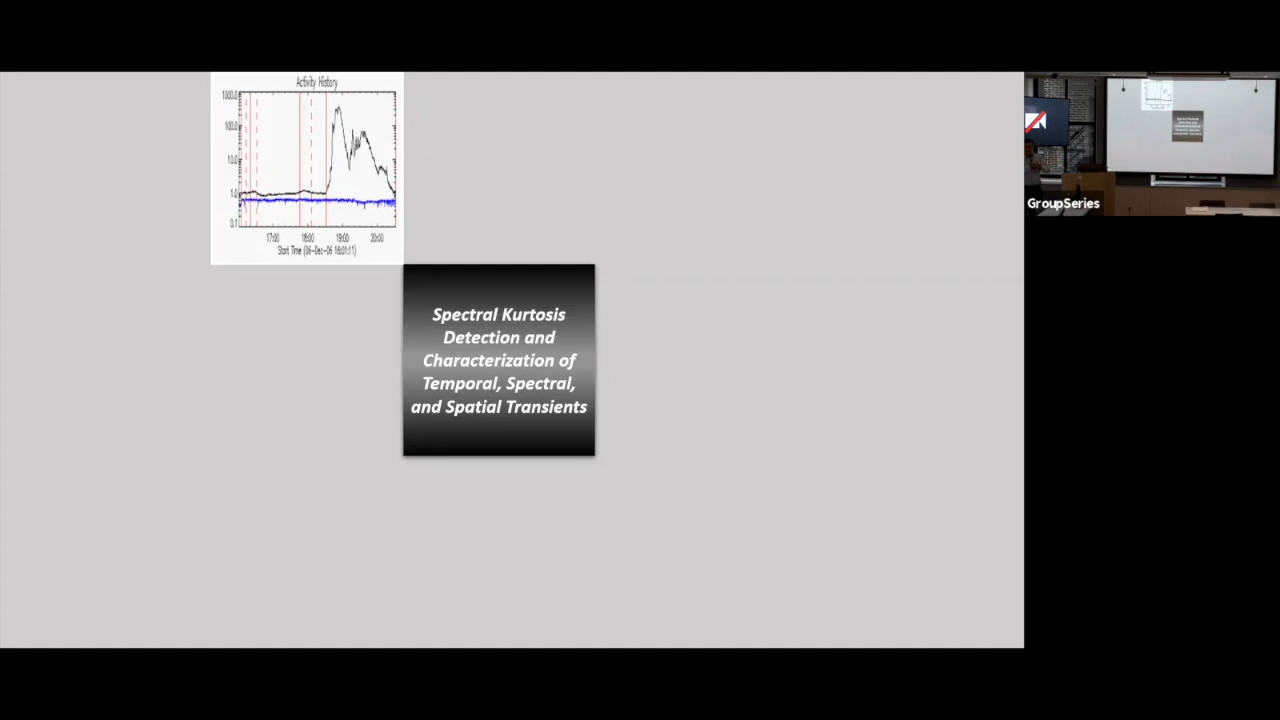 Activity History
1000.0
100.0
10.0
1.0
0.1
17:00 18:00 19:00 20:00
Start Time (06-Dec-06 16:01:11)
Spectral Kurtosis
Detection and
Characterization of
Temporal, Spectral,
and Spatial Transients
GroupSeries